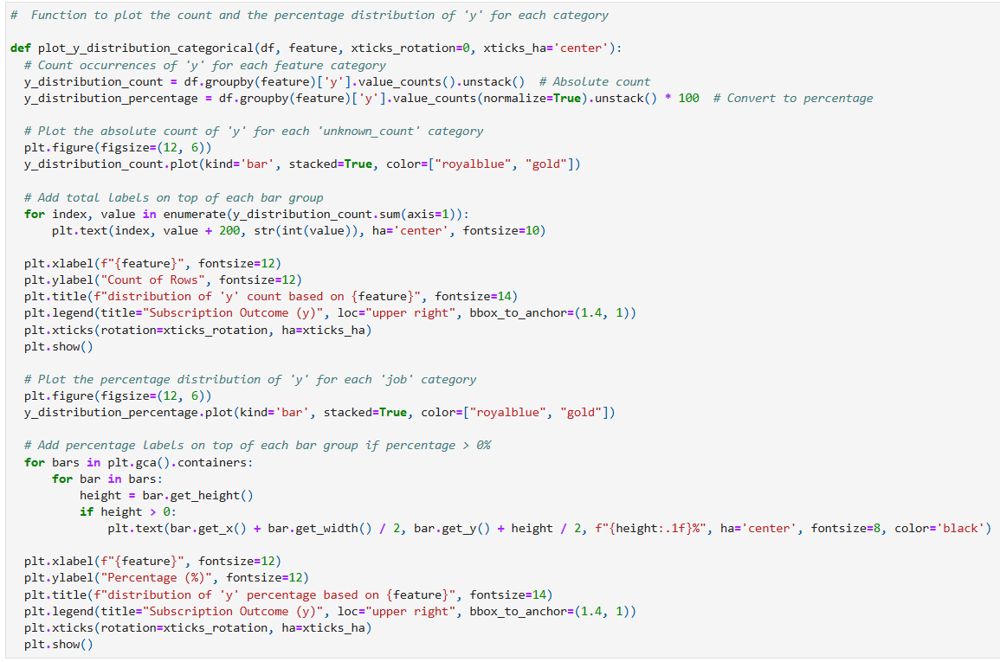 #  Function to plot the count and the percentage distribution of 'y' for each category
def plot_y_distribution_categorical(df, feature, xticks_rotation=0, xticks_ha='center'):
  # Count occurrences of 'y' for each feature category
  y_distribution_count = df.groupby(feature)['y'].value_counts().unstack()  # Absolute count
  y_distribution_percentage = df.groupby(feature)['y'].value_counts(normalize=True).unstack() * 100  # Convert to percentage
  # Plot the absolute count of 'y' for each 'unknown_count' category
  plt.figure(figsize=(12, 6))
  y_distribution_count.plot(kind='bar', stacked=True, color=["royalblue", "gold"])
  # Add total labels on top of each bar group
  for index, value in enumerate(y_distribution_count.sum(axis=1)):
      plt.text(index, value + 200, str(int(value)), ha='center', fontsize=10)
  plt.xlabel(f"{feature}", fontsize=12)
  plt.ylabel("Count of Rows", fontsize=12)
  plt.title(f"distribution of 'y' count based on {feature}", fontsize=14)
  plt.legend(title="Subscription Outcome (y)", loc="upper right", bbox_to_anchor=(1.4, 1))
  plt.xticks(rotation=xticks_rotation, ha=xticks_ha)
  plt.show()
  # Plot the percentage distribution of 'y' for each 'job' category
  plt.figure(figsize=(12, 6))
  y_distribution_percentage.plot(kind='bar', stacked=True, color=["royalblue", "gold"])
  # Add percentage labels on top of each bar group if percentage > 0%
  for bars in plt.gca().containers:
      for bar in bars:
          height = bar.get_height()
          if height > 0:
              plt.text(bar.get_x() + bar.get_width() / 2, bar.get_y() + height / 2, f"{height:.1f}%", ha='center', fontsize=8, color='black')
  plt.xlabel(f"{feature}", fontsize=12)
  plt.ylabel("Percentage (%)", fontsize=12)
  plt.title(f"distribution of 'y' percentage based on {feature}", fontsize=14)
  plt.legend(title="Subscription Outcome (y)", loc="upper right", bbox_to_anchor=(1.4, 1))
  plt.xticks(rotation=xticks_rotation, ha=xticks_ha)
  plt.show()